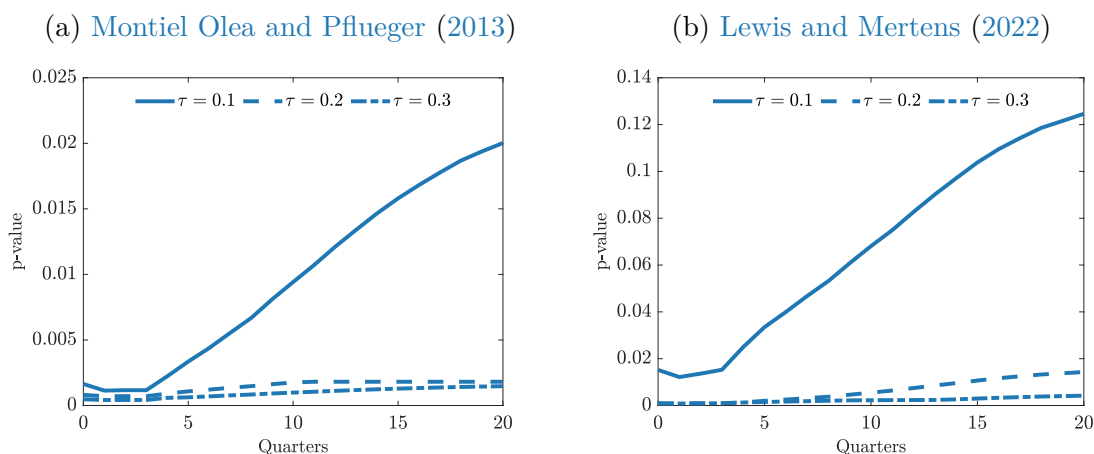 (a) Montiel Olea and Pflueger (2013)
0.025
0.02
0.015
0.01
0.005
0
p-value
τ = 0.1 τ = 0.2 τ = 0.3
0 5 10 15 20
Quarters
(b) Lewis and Mertens (2022)
0.14
0.12
0.1
0.08
0.06
0.04
0.02
0
p-value
τ = 0.1 τ = 0.2 τ = 0.3
0 5 10 15 20
Quarters